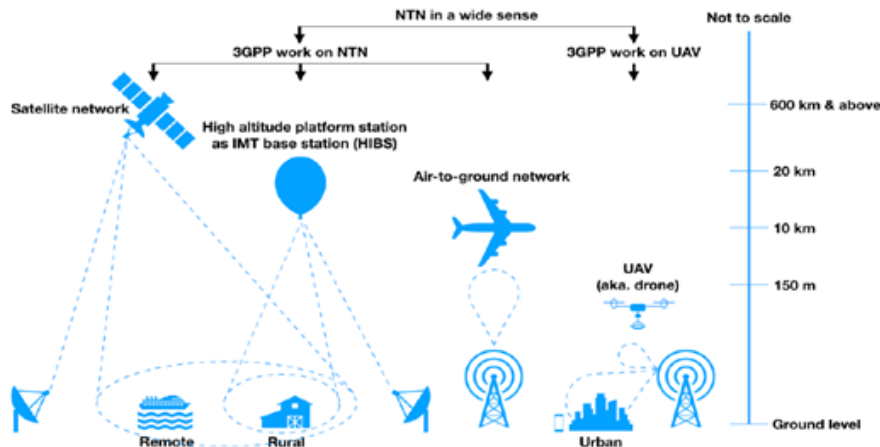 NTN in a wide sense
Not to scale
3GPP work on NTN
3GPP work on UAV
Satellite network
600 km & above
High altitude platform station
as IMT base station (HIBS)
20 km
Air-to-ground network
10 km
UAV
(aka. drone)
150 m
Remote
Rural
Urban
Ground level